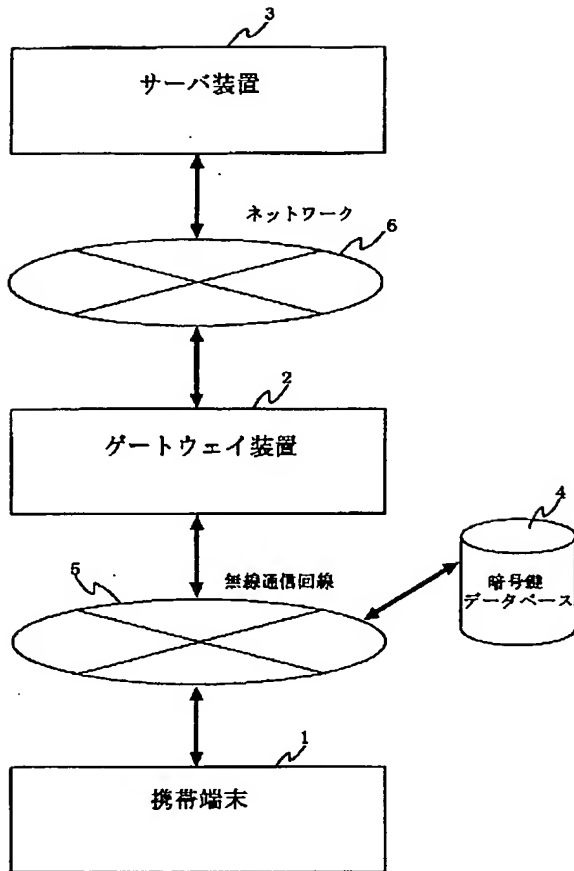 3
サーバ装置
ネットワーク
6
2
ゲートウェイ装置
4
5
無線通信回線
暗号鍵
データベース
1
携帯端末